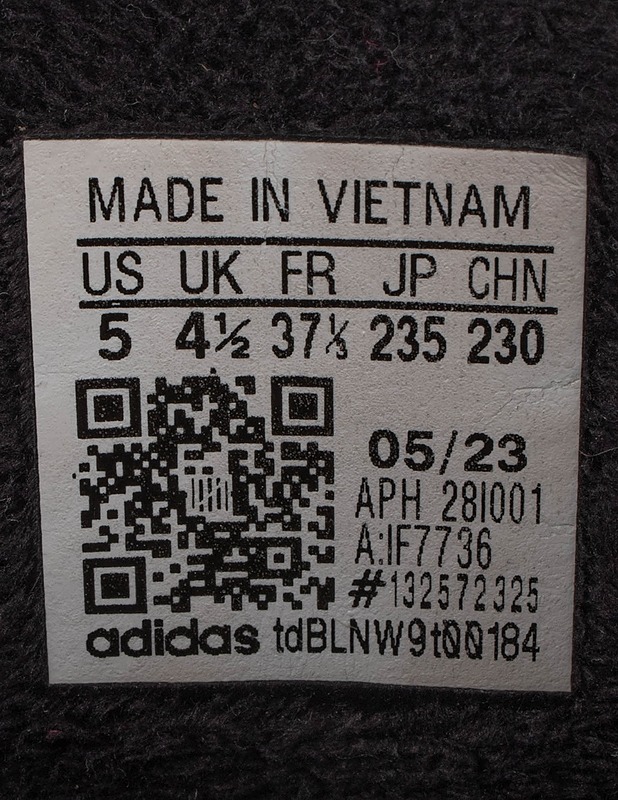 MADE IN VIETNAM
US UK FR JP CHN
5 4½ 37⅓ 235 230
05/23
APH 281001
A:IF7736
#132572325
adidas tdBLNW9t00184